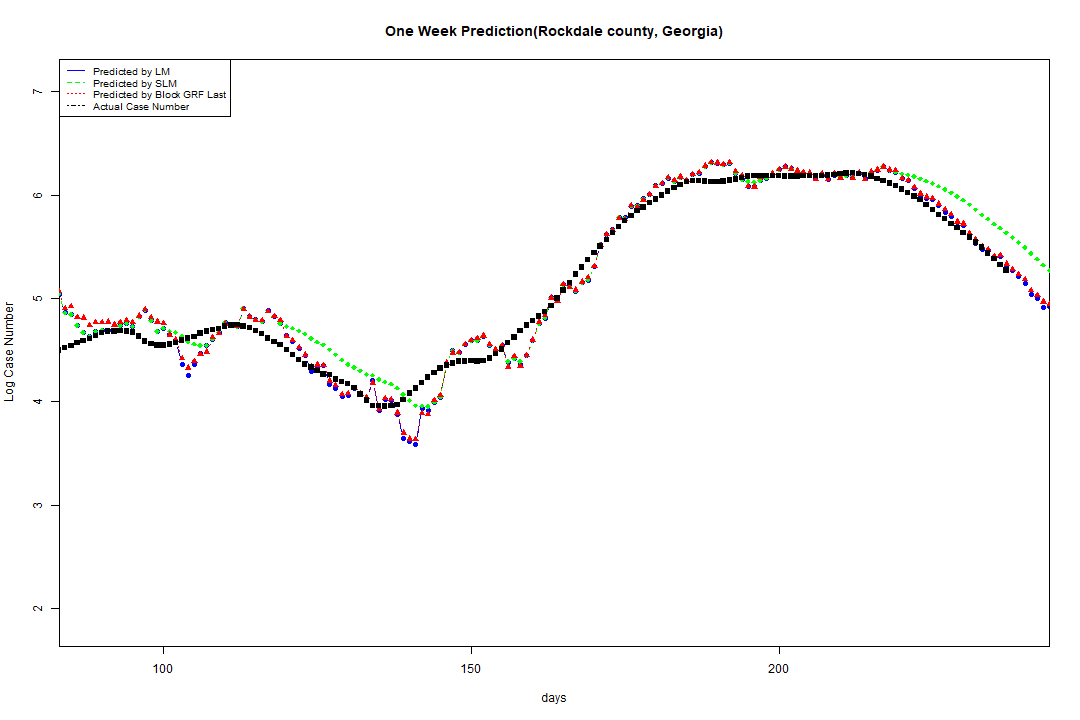 One Week Prediction(Rockdale county, Georgia)
Predicted by LM
Predicted by SLM
Predicted by Block GRF Last
Actual Case Number
7
6
5
4
3
2
Log Case Number
100
150
200
days